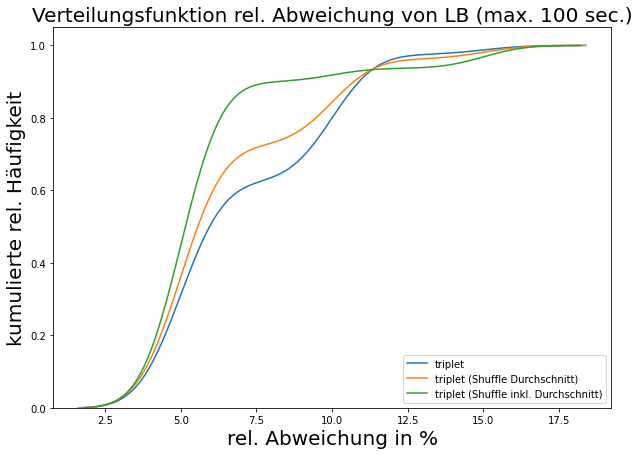 Verteilungsfunktion rel. Abweichung von LB (max. 100 sec.)
kumulierte rel. Häufigkeit
1.0
0.8
0.6
0.4
0.2
0.0
triplet
triplet (Shuffle Durchschnitt)
triplet (Shuffle inkl. Durchschnitt)
2.5 5.0 7.5 10.0 12.5 15.0 17.5
rel. Abweichung in %